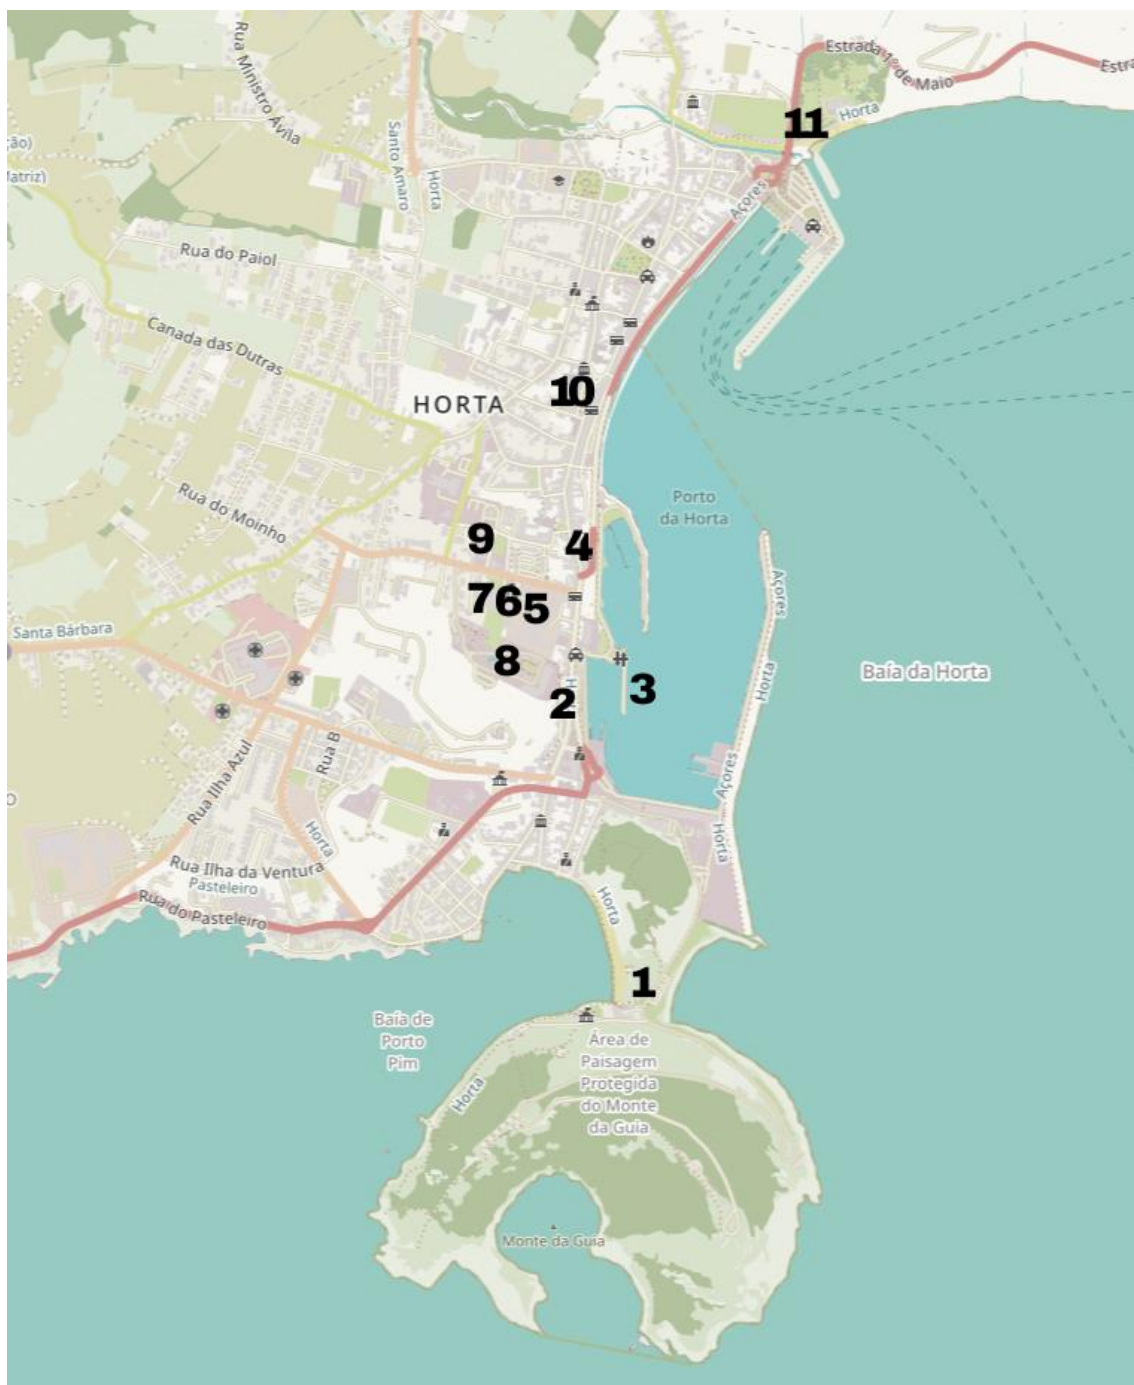 Estrada 1º de Maio
Estra
Rua Ministro Ávila
Horta
11
ção)
Matriz)
Santo Amaro
Horta
Açores
Rua do Paiol
Canada das Dutras
10
HORTA
Rua do Moinho
Porto
da Horta
9
4
7
6
5
Açores
Santa Bárbara
8
Horta
Baía da Horta
2
3
Rua B
Rua Ilha Azul
Açores
Horta
Horta
Rua Ilha da Ventura
Pasteleiro
Rua do Pasteleiro
Horta
1
Baía de
Porto
Pim
Área de
Paisagem
Protegida
do Monte
da Guia
Horta
Monte da Guia